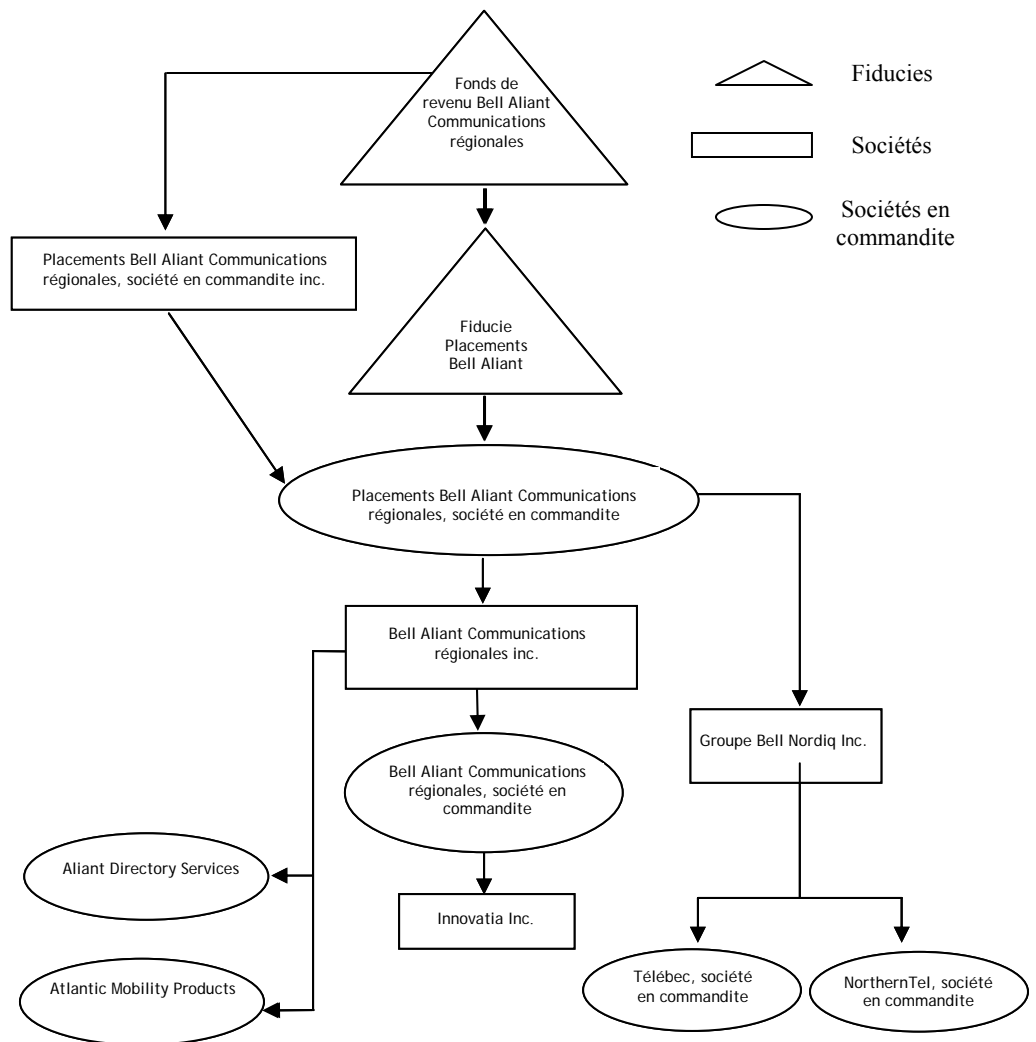 Fonds de
revenu Bell Aliant
Communications
régionales
Fiducies
Sociétés
Sociétés en
commandite
Placements Bell Aliant Communications
régionales, société en commandite inc.
Fiducie
Placements
Bell Aliant
Placements Bell Aliant Communications
régionales, société en commandite
Bell Aliant Communications
régionales inc.
Groupe Bell Nordiq Inc.
Bell Aliant Communications
régionales, société en
commandite
Aliant Directory Services
Innovatia Inc.
Atlantic Mobility Products
Télébec, société
en commandite
NorthernTel, société
en commandite